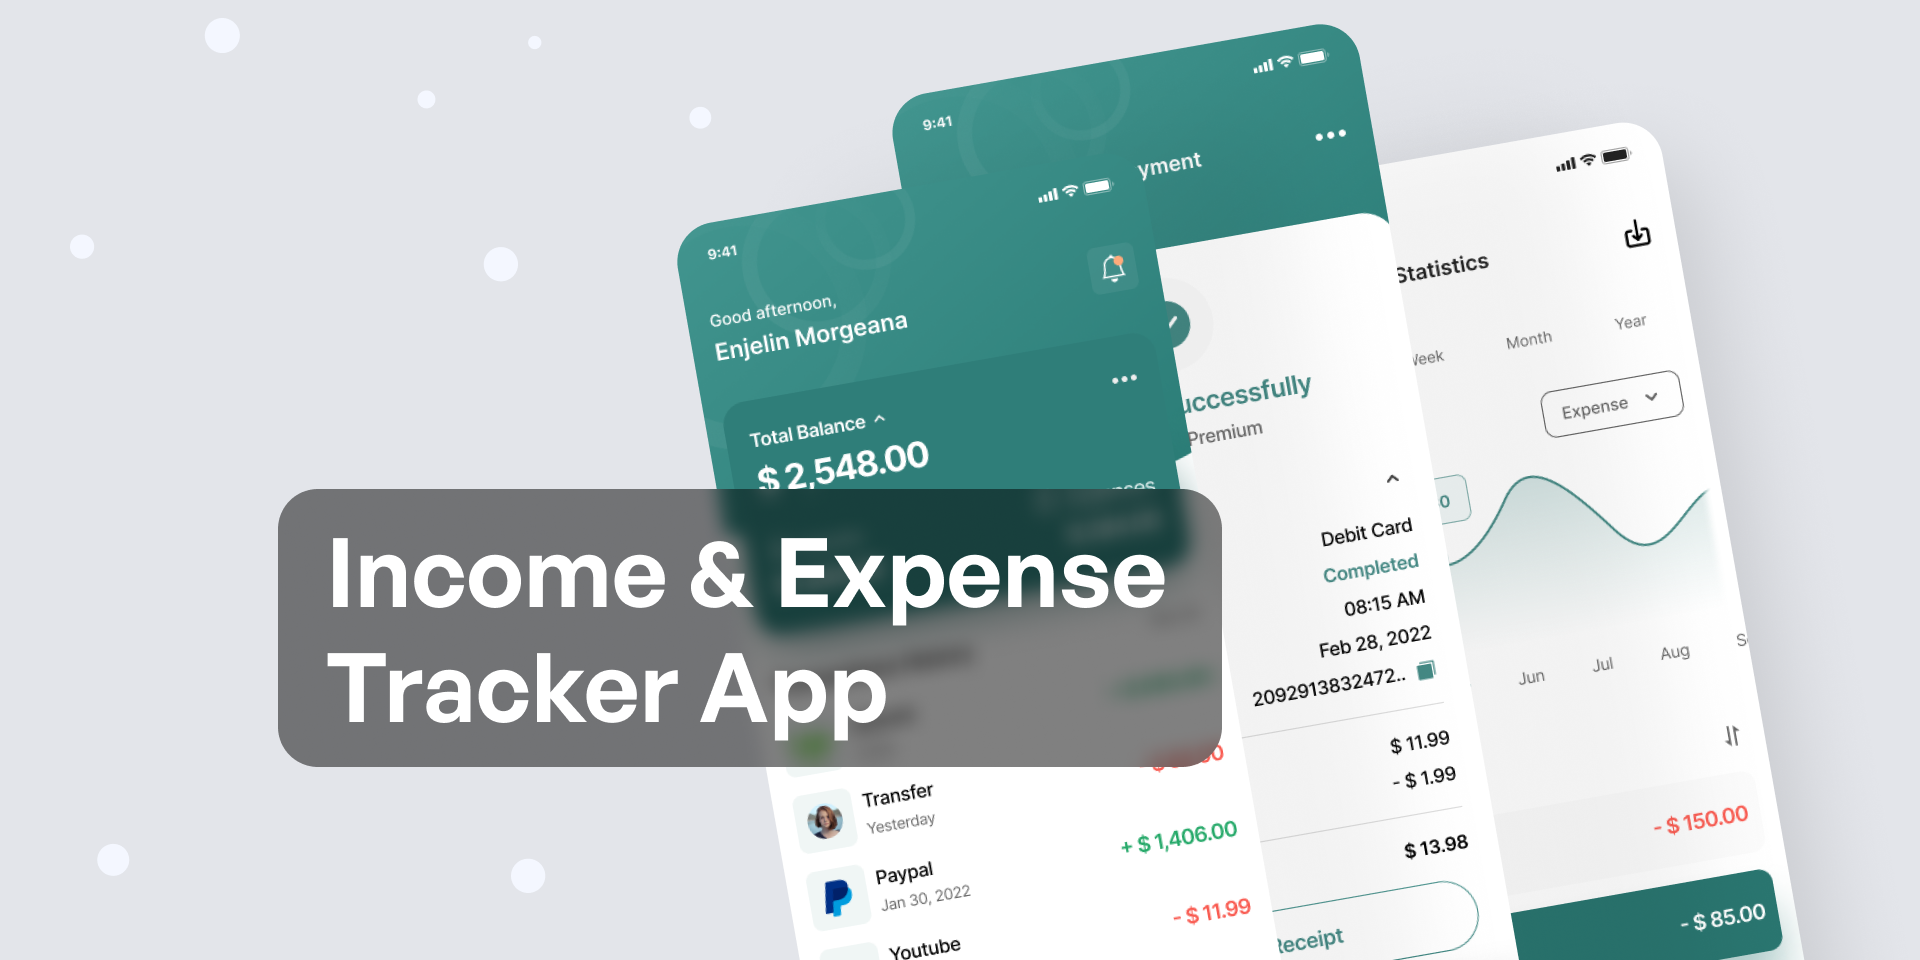 Income & Expense
Tracker App
9:41
Good afternoon,
Enjelin Morgeana
Total Balance
$ 2,548.00
Transfer
Yesterday
Paypal
Jan 30, 2022
+ $ 1,406.00
Youtube
- $ 11.99
9:41
yment
uccessfully
Premium
Debit Card
Completed
08:15 AM
Feb 28, 2022
2092913832472..
$ 11.99
- $ 1.99
$ 13.98
Receipt
Statistics
Week Month Year
Expense
Jun Jul Aug
- $ 150.00
- $ 85.00